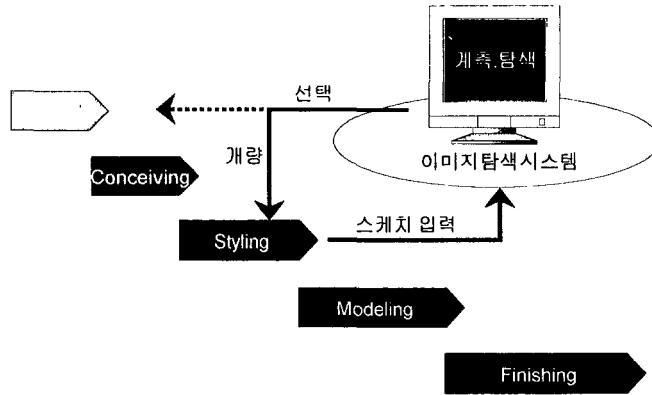 계측.탐색
선택
이미지탐색시스템
개량
Conceiving
Styling
스케치 입력
Modeling
Finishing